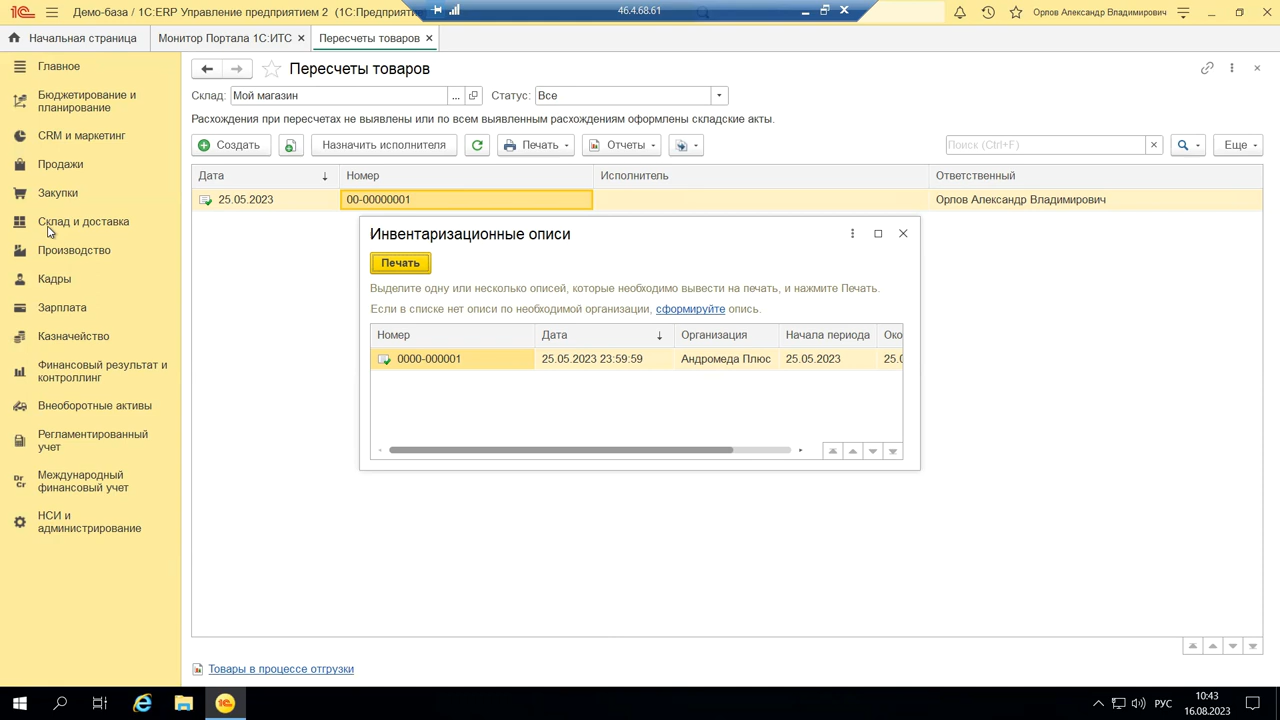 Демо-база / 1С:ERP Управление предприятием 2 (1С:Предприятие
46.4.68.61
Орлов Александр Владимирович
Начальная страница
Монитор Портала 1С:ИТС ×
Пересчеты товаров ×
Главное
Бюджетирование и
планирование
CRM и маркетинг
Продажи
Закупки
Склад и доставка
Производство
Кадры
Зарплата
Казначейство
Финансовый результат и
контроллинг
Внеоборотные активы
Регламентированный
учет
Международный
финансовый учет
НСИ и
администрирование
Пересчеты товаров
Склад: Мой магазин ... Статус: Все
Расхождения при пересчетах не выявлены или по всем выявленным расхождениям оформлены складские акты.
Создать Назначить исполнителя Печать Отчеты Поиск (Ctrl+F) × Еще
Дата ↓ Номер Исполнитель Ответственный
25.05.2023 00-00000001 Орлов Александр Владимирович
Инвентаризационные описи
Печать
Выделите одну или несколько описей, которые необходимо вывести на печать, и нажмите Печать.
Если в списке нет описи по необходимой организации, сформируйте опись.
Номер Дата ↓ Организация Начала периода Око
0000-000001 25.05.2023 23:59:59 Андромеда Плюс 25.05.2023 25.0
Товары в процессе отгрузки
РУС
10:43
16.08.2023